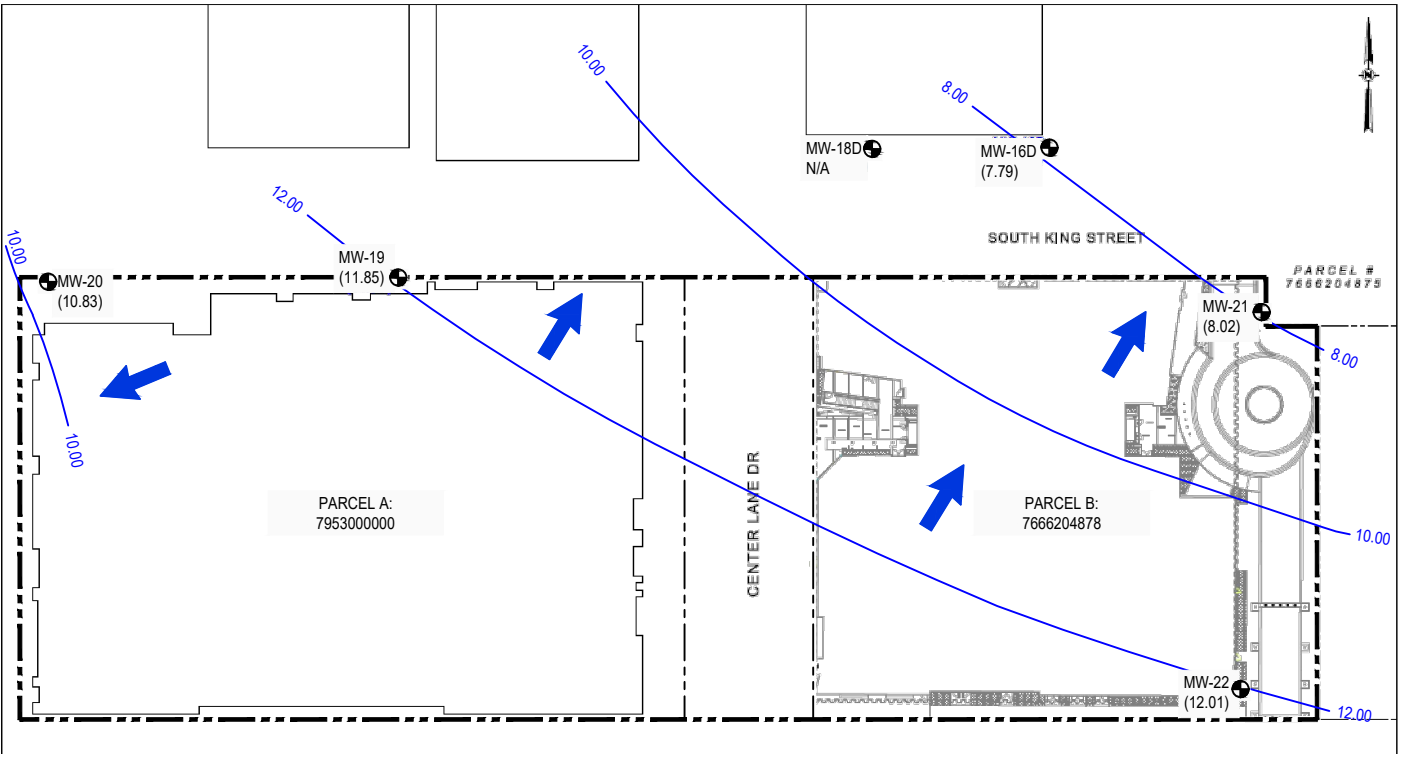 10.00
8.00
N
MW-18D
N/A
MW-16D
(7.79)
12.00
SOUTH KING STREET
10.00
MW-19
(11.85)
PARCEL #
7666204875
MW-20
(10.83)
MW-21
(8.02)
8.00
10.00
CENTER LANE DR
PARCEL A:
7953000000
PARCEL B:
7666204878
10.00
MW-22
(12.01)
12.00